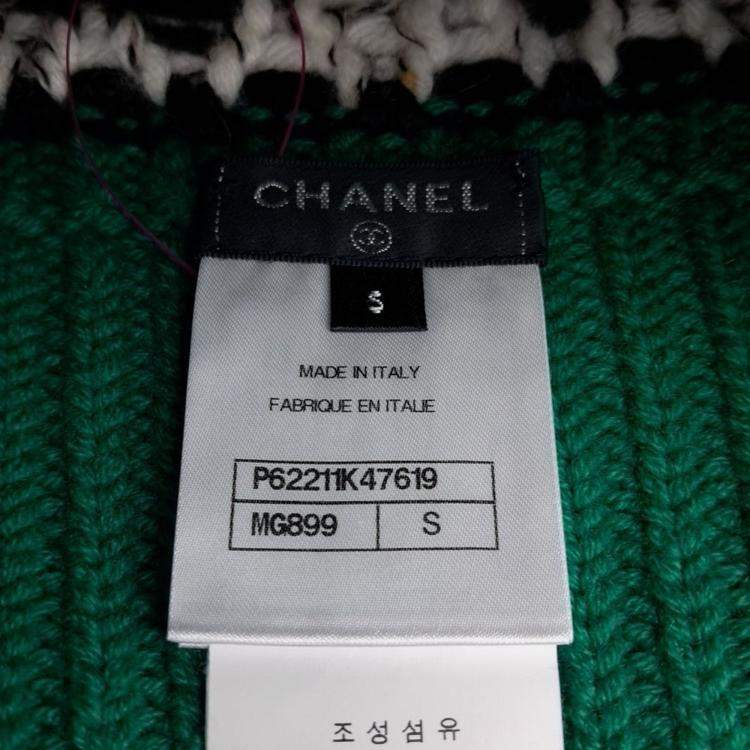 CHANEL
S
MADE IN ITALY
FABRIQUE EN ITALIE
P62211K47619
MG899 S
조성섬유